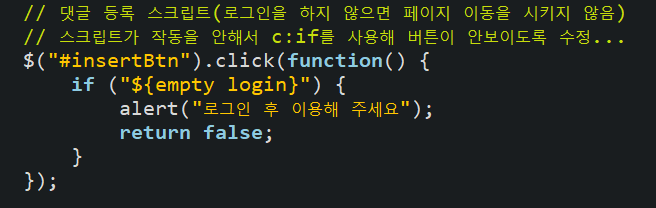 // 댓글 등록 스크립트(로그인을 하지 않으면 페이지 이동을 시키지 않음)
// 스크립트가 작동을 안해서 c:if를 사용해 버튼이 안보이도록 수정...
$("#insertBtn").click(function() {
    if ("${empty login}") {
        alert("로그인 후 이용해 주세요");
        return false;
    }
});